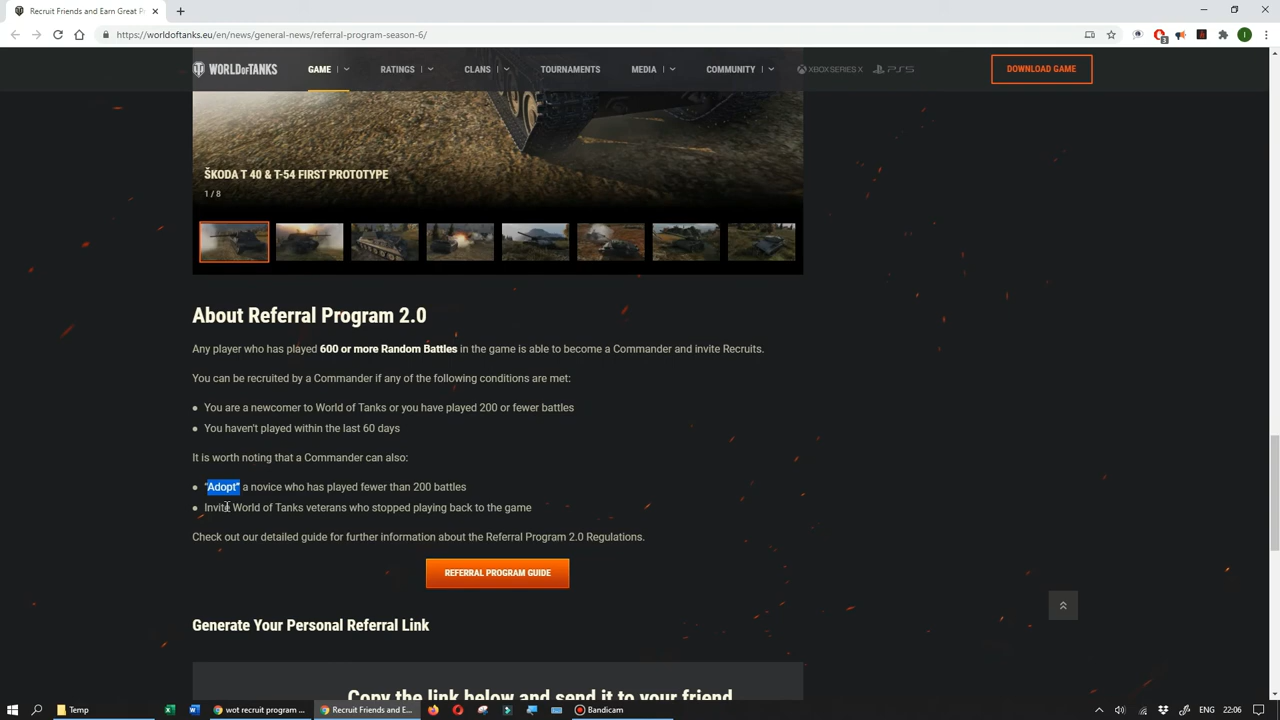 Recruit Friends and Earn Great P
https://worldoftanks.eu/en/news/general-news/referral-program-season-6/
3
I
WORLD OF TANKS
GAME
RATINGS
CLANS
TOURNAMENTS
MEDIA
COMMUNITY
XBOX SERIES X
PS5
DOWNLOAD GAME
ŠKODA T 40 & T-54 FIRST PROTOTYPE
1 / 8
About Referral Program 2.0
Any player who has played 600 or more Random Battles in the game is able to become a Commander and invite Recruits.
You can be recruited by a Commander if any of the following conditions are met:
You are a newcomer to World of Tanks or you have played 200 or fewer battles
You haven't played within the last 60 days
It is worth noting that a Commander can also:
"Adopt" a novice who has played fewer than 200 battles
Invite World of Tanks veterans who stopped playing back to the game
Check out our detailed guide for further information about the Referral Program 2.0 Regulations.
REFERRAL PROGRAM GUIDE
Generate Your Personal Referral Link
Copy the link below and send it to your friend
Temp
wot recruit program ...
Recruit Friends and E...
Bandicam
ENG
22:06